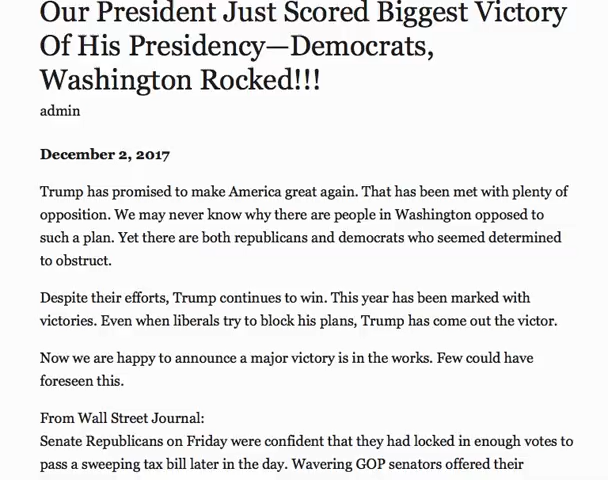 Our President Just Scored Biggest Victory
Of His Presidency—Democrats,
Washington Rocked!!!
admin
December 2, 2017
Trump has promised to make America great again. That has been met with plenty of
opposition. We may never know why there are people in Washington opposed to
such a plan. Yet there are both republicans and democrats who seemed determined
to obstruct.
Despite their efforts, Trump continues to win. This year has been marked with
victories. Even when liberals try to block his plans, Trump has come out the victor.
Now we are happy to announce a major victory is in the works. Few could have
foreseen this.
From Wall Street Journal:
Senate Republicans on Friday were confident that they had locked in enough votes to
pass a sweeping tax bill later in the day. Wavering GOP senators offered their